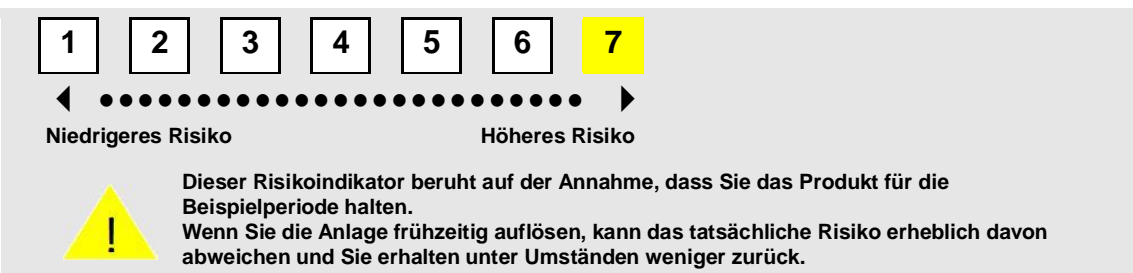 1 2 3 4 5 6 7
Niedrigeres Risiko Höheres Risiko
Dieser Risikoindikator beruht auf der Annahme, dass Sie das Produkt für die
Beispielperiode halten.
Wenn Sie die Anlage frühzeitig auflösen, kann das tatsächliche Risiko erheblich davon
abweichen und Sie erhalten unter Umständen weniger zurück.
!